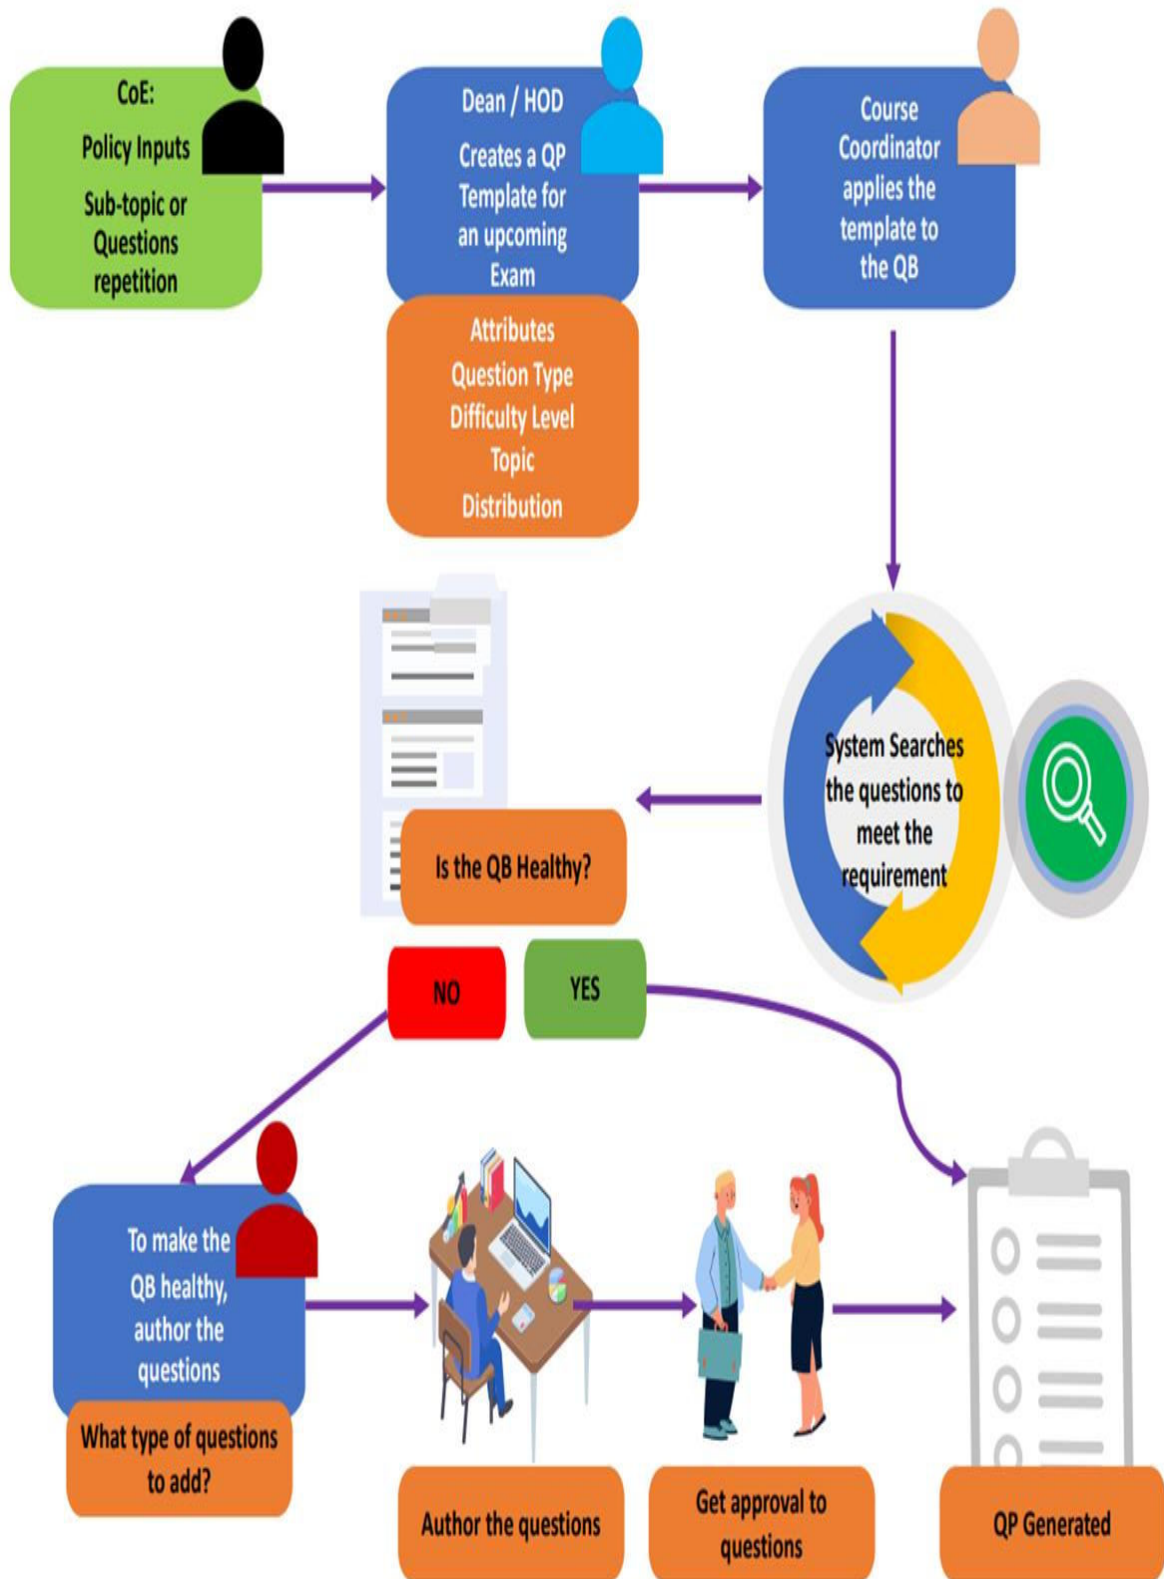 CoE:
Policy Inputs
Sub-topic or
Questions
repetition
Dean / HOD
Creates a QP
Template for
an upcoming
Exam
Attributes
Question Type
Difficulty Level
Topic
Distribution
Course
Coordinator
applies the
template to
the QB
System Searches
the questions to
meet the
requirement
Is the QB Healthy?
NO
YES
To make the
QB healthy,
author the
questions
What type of questions
to add?
Author the questions
Get approval to
questions
QP Generated